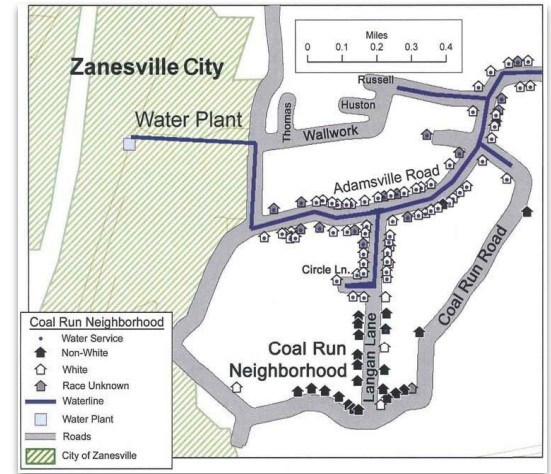 Miles
0 0.1 0.2 0.3 0.4
Zanesville City
Russell
Water Plant
Thomas
Huston
Wallwork
Adamsville Road
Circle Ln.
Coal Run Road
Langan Lane
Coal Run
Neighborhood
Coal Run Neighborhood
Water Service
Non-White
White
Race Unknown
Waterline
Water Plant
Roads
City of Zanesville